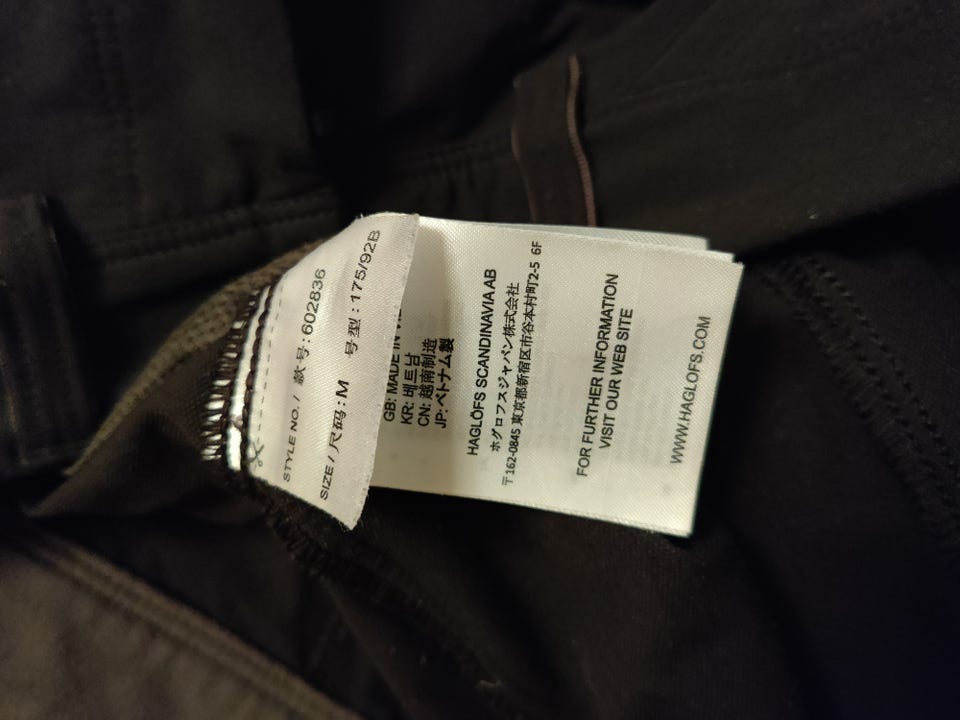 STYLE NO./ 款号:602836
SIZE / 尺码:M 号型:175/92B
GB: MADE IN
KR: 베트남
CN: 越南制造
JP: ベトナム製
HAGLÖFS SCANDINAVIA AB
ホグロフスジャパン株式会社
〒162-0845 東京都新宿区市谷本村町2-5 6F
FOR FURTHER INFORMATION
VISIT OUR WEB SITE
WWW.HAGLOFS.COM